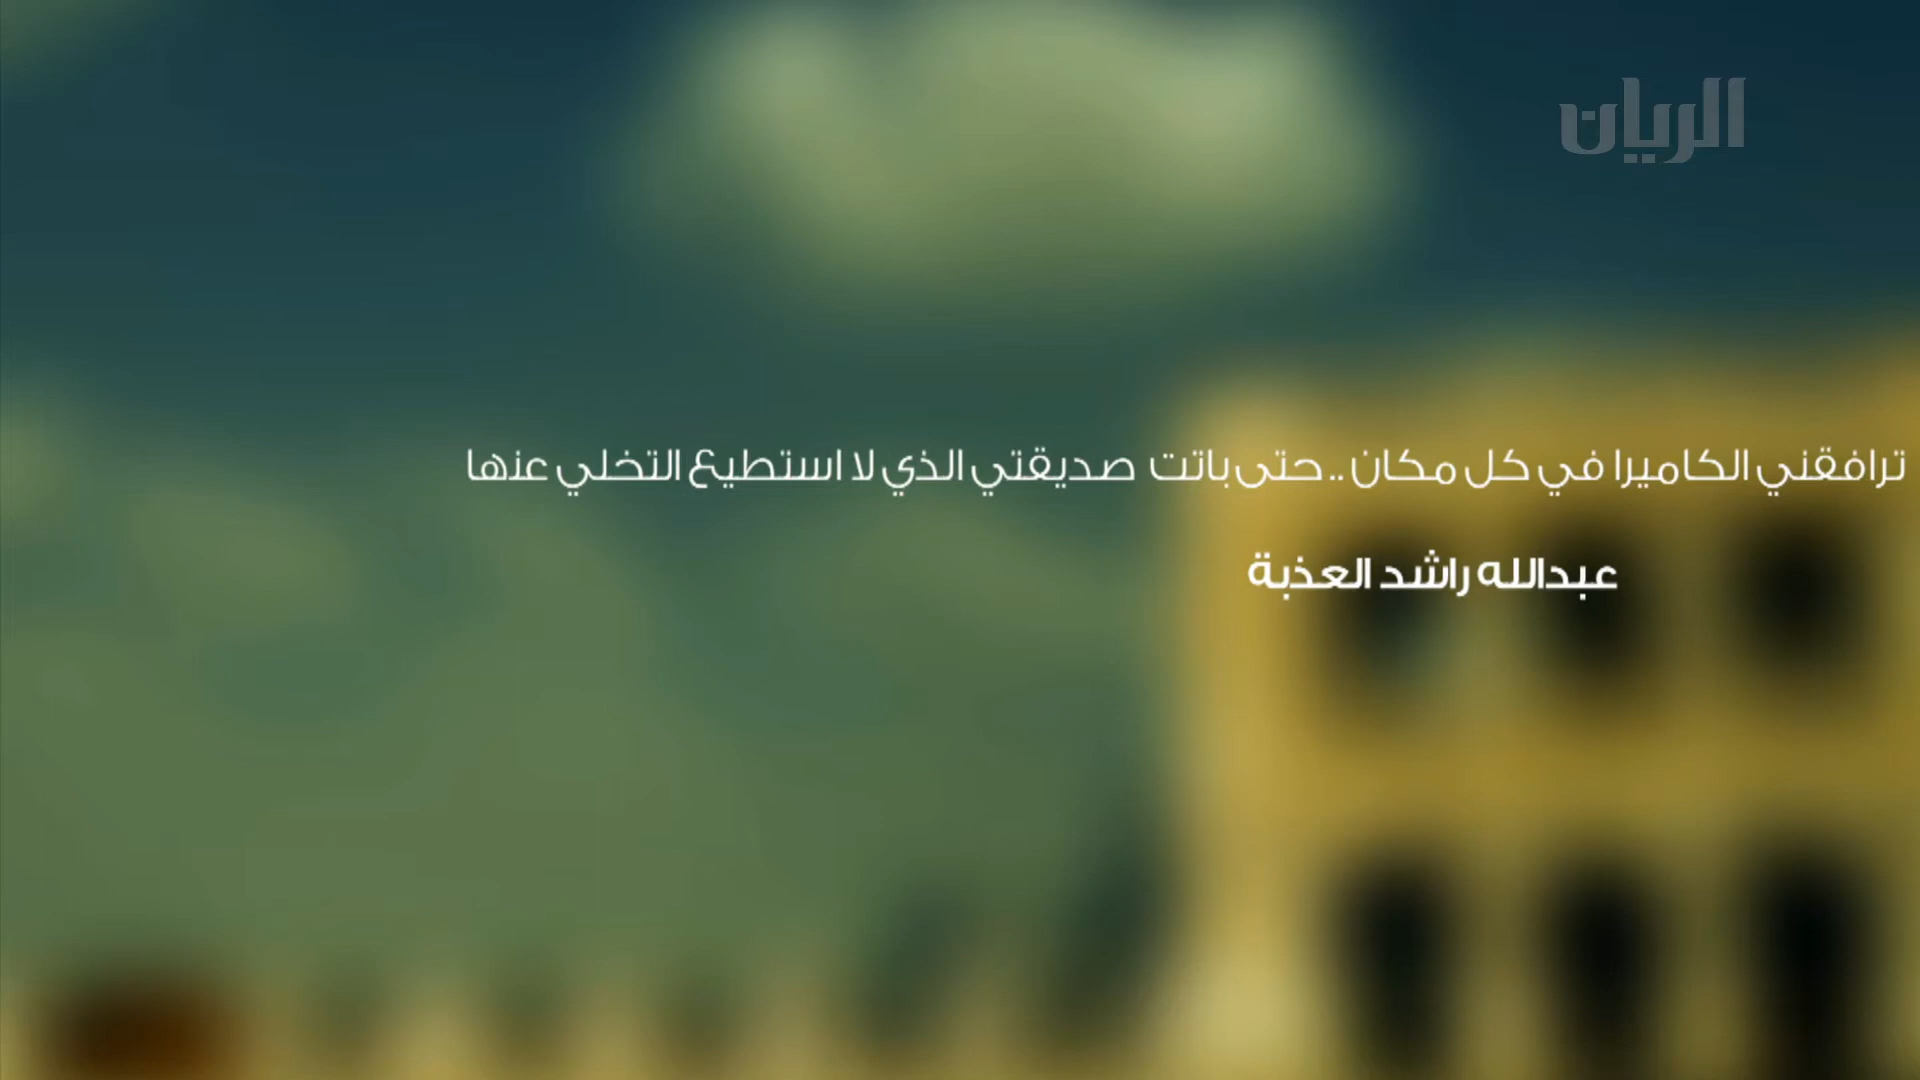 الريان
ترافقني الكاميرا في كل مكان .. حتى باتت صديقتي الذي لا استطيع التخلي عنها
عبدالله راشد العذبة